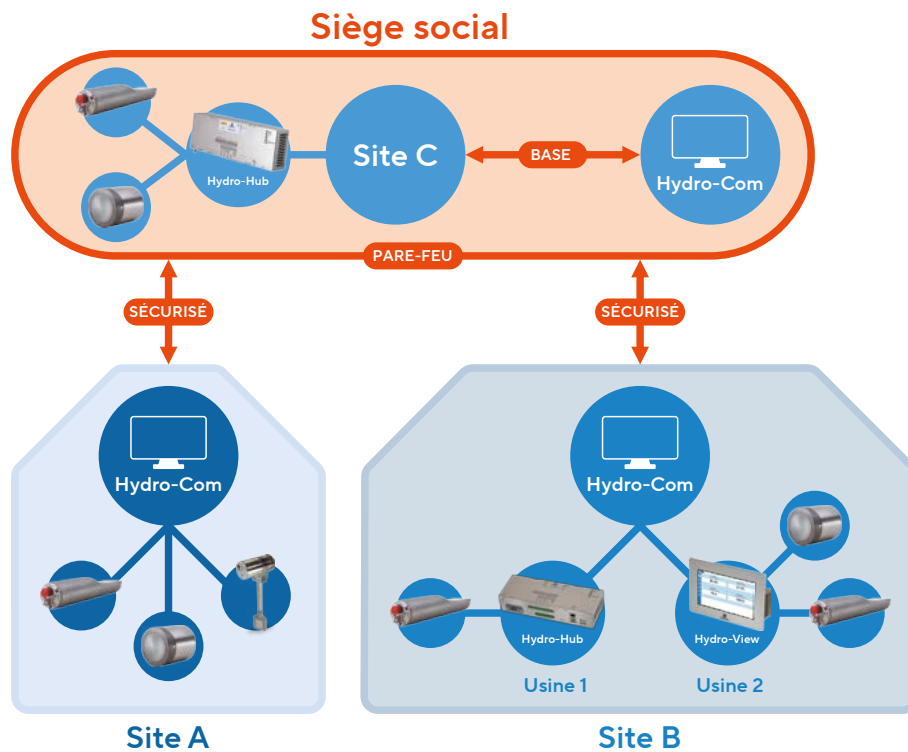 Siège social
Hydro-Hub
Site C
BASE
Hydro-Com
PARE-FEU
SÉCURISÉ
SÉCURISÉ
Hydro-Com
Hydro-Com
Hydro-Hub
Hydro-View
Usine 1
Usine 2
Site A
Site B